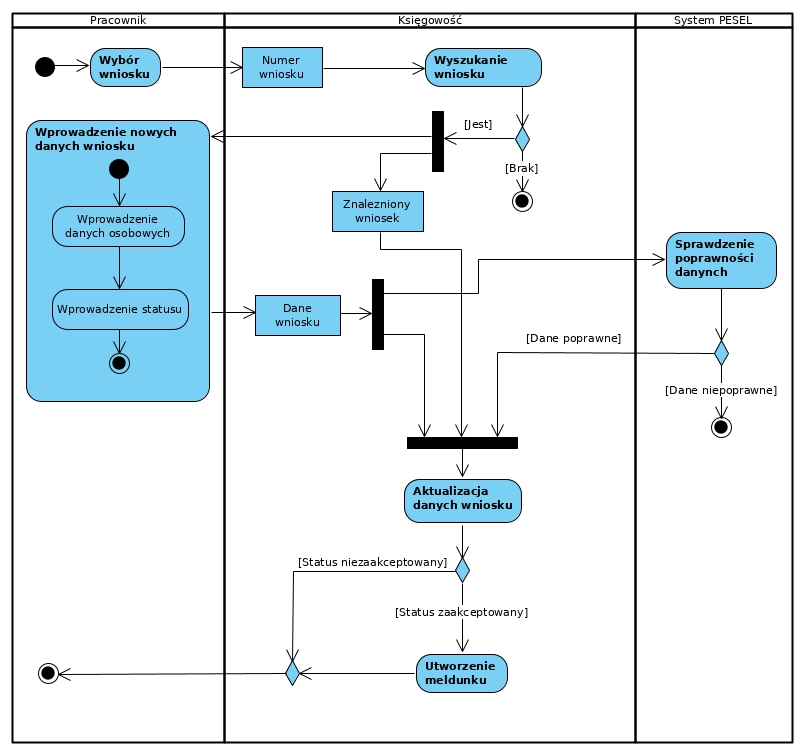 Pracownik
Księgowość
System PESEL
Wybór
wniosku
Numer
wniosku
Wyszukanie
wniosku
[Jest]
[Brak]
Wprowadzenie nowych
danych wniosku
Wprowadzenie
danych osobowych
Wprowadzenie statusu
Znalezniony
wniosek
Dane
wniosku
Sprawdzenie
poprawności
danynch
[Dane poprawne]
[Dane niepoprawne]
Aktualizacja
danych wniosku
[Status niezaakceptowany]
[Status zaakceptowany]
Utworzenie
meldunku